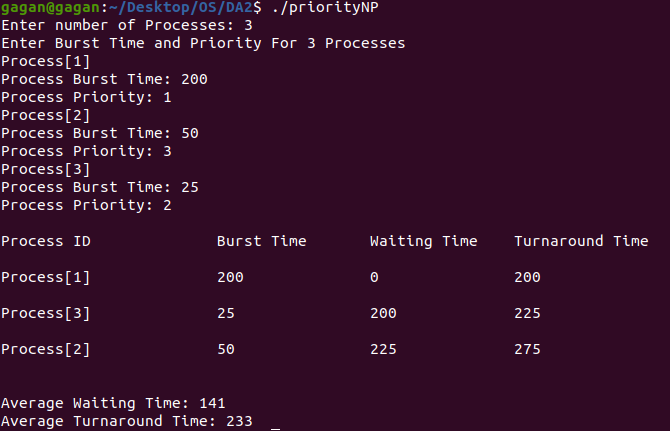 gagan@gagan:~/Desktop/OS/DA2$ ./priorityNP
Enter number of Processes: 3
Enter Burst Time and Priority For 3 Processes
Process[1]
Process Burst Time: 200
Process Priority: 1
Process[2]
Process Burst Time: 50
Process Priority: 3
Process[3]
Process Burst Time: 25
Process Priority: 2
Process ID Burst Time Waiting Time Turnaround Time
Process[1] 200 0 200
Process[3] 25 200 225
Process[2] 50 225 275
Average Waiting Time: 141
Average Turnaround Time: 233 _